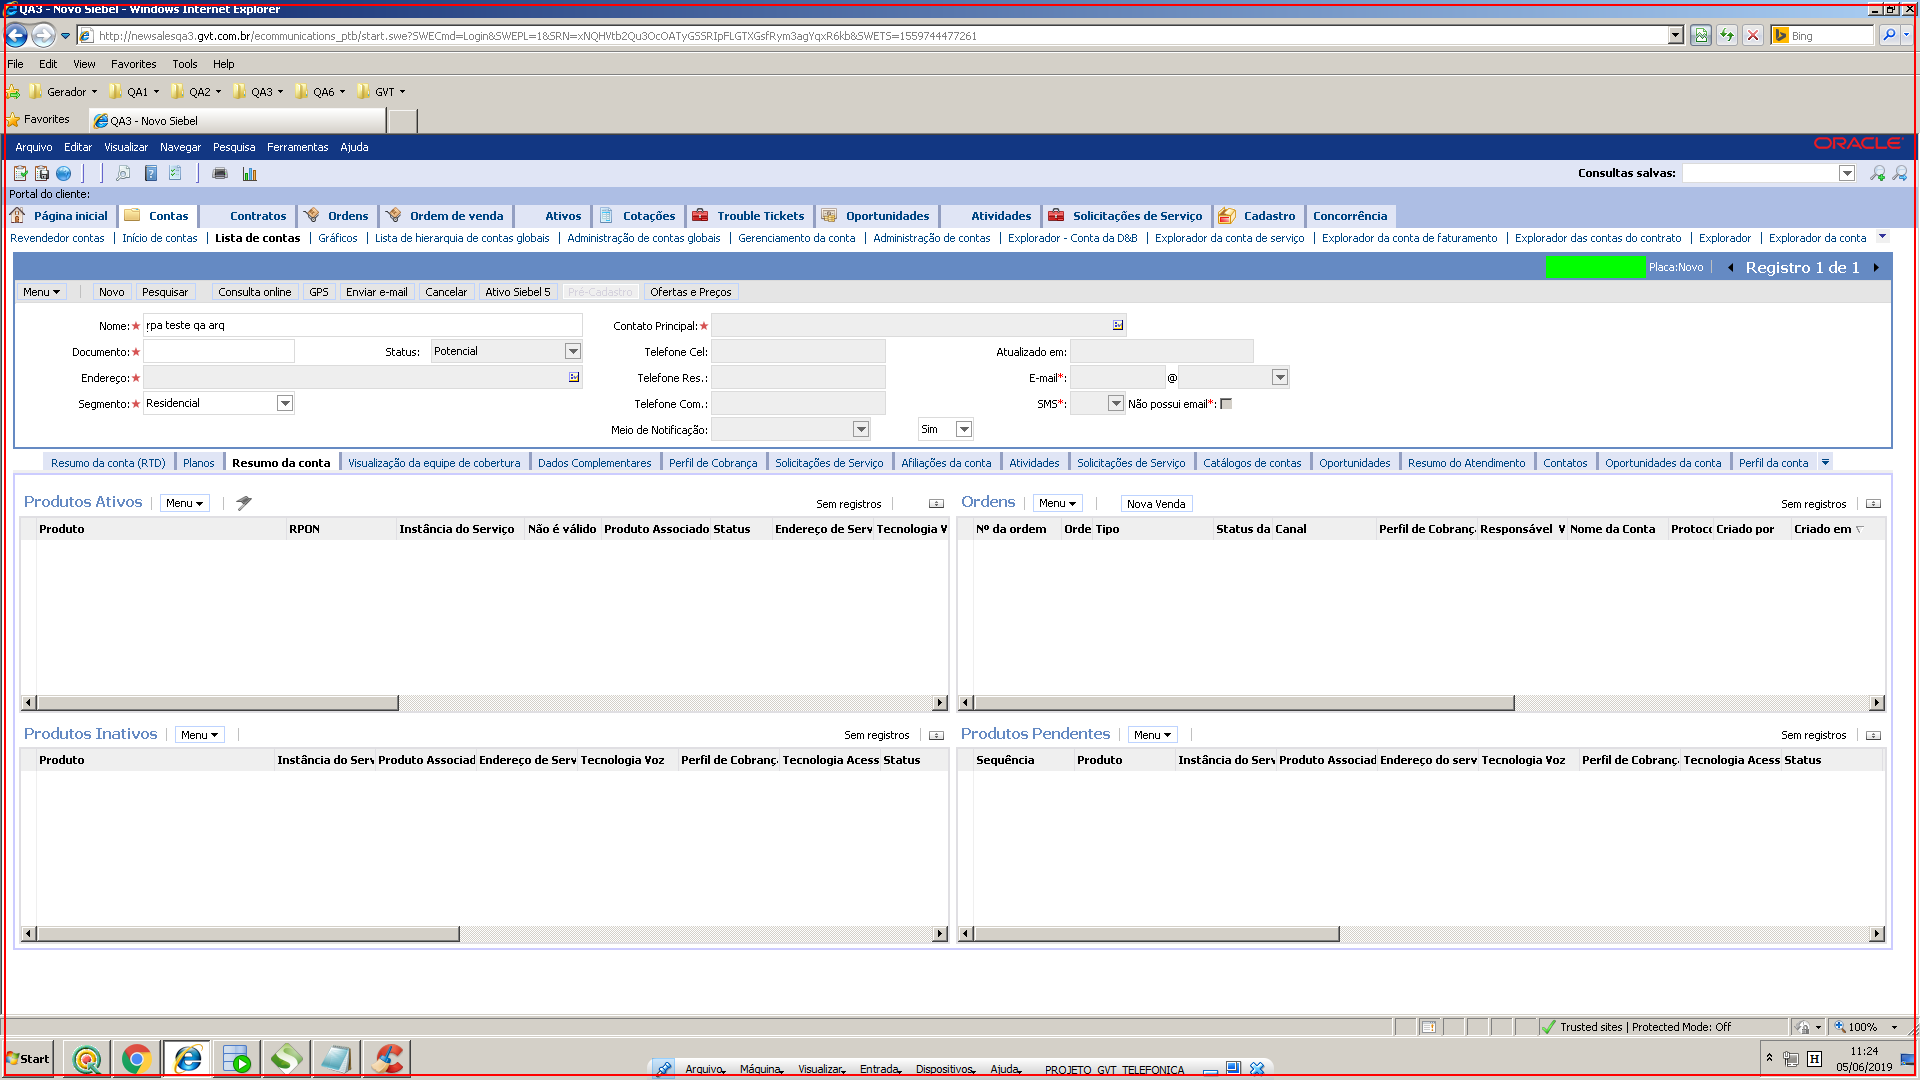 QA3 - Novo Siebel - Windows Internet Explorer
http://newsalesqa3.gvt.com.br/ecommunications_ptb/start.swe?SWECmd=Login&SWEPL=1&SRN=xNQHVtb2Qu3OcOATyGSSRIpFLGTXGsfRym3agYqxR6kb&SWETS=1559744477261
Bing
File Edit View Favorites Tools Help
Gerador QA1 QA2 QA3 QA6 GVT
Favorites QA3 - Novo Siebel
Arquivo Editar Visualizar Navegar Pesquisa Ferramentas Ajuda ORACLE
Consultas salvas:
Portal do cliente:
Página inicial Contas Contratos Ordens Ordem de venda Ativos Cotações Trouble Tickets Oportunidades Atividades Solicitações de Serviço Cadastro Concorrência
Revendedor contas Início de contas Lista de contas Gráficos Lista de hierarquia de contas globais Administração de contas globais Gerenciamento da conta Administração de contas Explorador - Conta da D&B Explorador da conta de serviço Explorador da conta de faturamento Explorador das contas do contrato Explorador Explorador da conta
Placa:Novo Registro 1 de 1
Menu Novo Pesquisar Consulta online GPS Enviar e-mail Cancelar Ativo Siebel 5 Pré-Cadastro Ofertas e Preços
Nome:★ rpa teste qa arq Contato Principal:★
Documento:★ Status: Potencial Telefone Cel: Atualizado em:
Endereço:★ Telefone Res.: E-mail*: @
Segmento:★ Residencial Telefone Com.: SMS*: Não possui email*:
Meio de Notificação: Sim
Resumo da conta (RTD) Planos Resumo da conta Visualização da equipe de cobertura Dados Complementares Perfil de Cobrança Solicitações de Serviço Afiliações da conta Atividades Solicitações de Serviço Catálogos de contas Oportunidades Resumo do Atendimento Contatos Oportunidades da conta Perfil da conta
Produtos Ativos Menu Sem registros Ordens Menu Nova Venda Sem registros
Produto RPON Instância do Serviço Não é válido Produto Associado Status Endereço de Serv Tecnologia V Nº da ordem Orde Tipo Status da Canal Perfil de Cobranç Responsável V Nome da Conta Protoc Criado por Criado em
Produtos Inativos Menu Sem registros Produtos Pendentes Menu Sem registros
Produto Instância do Serv Produto Associad Endereço de Serv Tecnologia Voz Perfil de Cobranç Tecnologia Acess Status Sequência Produto Instância do Serv Produto Associad Endereço do serv Tecnologia Voz Perfil de Cobranç Tecnologia Acess Status
Trusted sites | Protected Mode: Off 100%
Start H 11:24
Arquivo Máquina Visualizar Entrada Dispositivos Ajuda PROJETO_GVT_TELEFONICA 05/06/2019